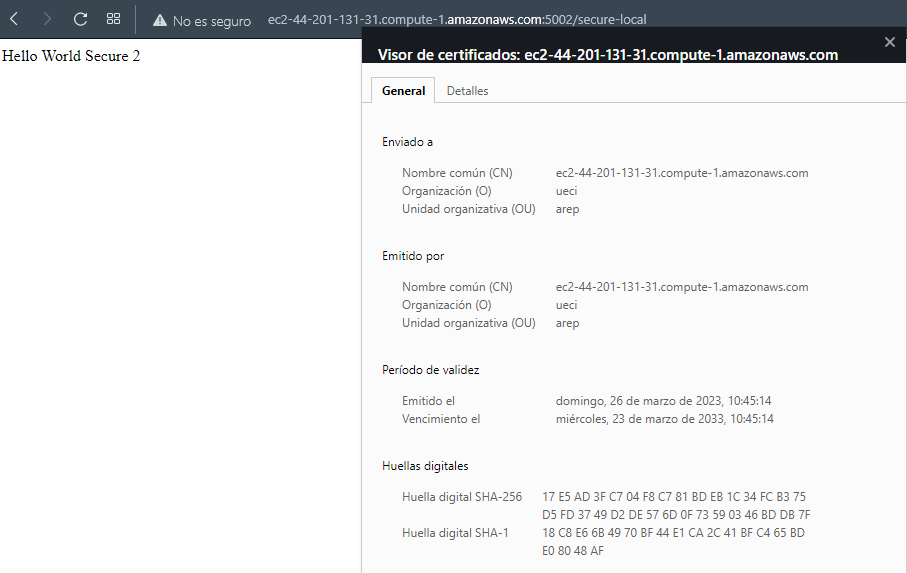 No es seguro ec2-44-201-131-31.compute-1.amazonaws.com:5002/secure-local
Hello World Secure 2
Visor de certificados: ec2-44-201-131-31.compute-1.amazonaws.com
General Detalles
Enviado a
Nombre común (CN) ec2-44-201-131-31.compute-1.amazonaws.com
Organización (O) ueci
Unidad organizativa (OU) arep
Emitido por
Nombre común (CN) ec2-44-201-131-31.compute-1.amazonaws.com
Organización (O) ueci
Unidad organizativa (OU) arep
Período de validez
Emitido el domingo, 26 de marzo de 2023, 10:45:14
Vencimiento el miércoles, 23 de marzo de 2033, 10:45:14
Huellas digitales
Huella digital SHA-256 17 E5 AD 3F C7 04 F8 C7 81 BD EB 1C 34 FC B3 75
D5 FD 37 49 D2 DE 57 6D 0F 73 59 03 46 BD DB 7F
Huella digital SHA-1 18 C8 E6 6B 49 70 BF 44 E1 CA 2C 41 BF C4 65 BD
E0 80 48 AF